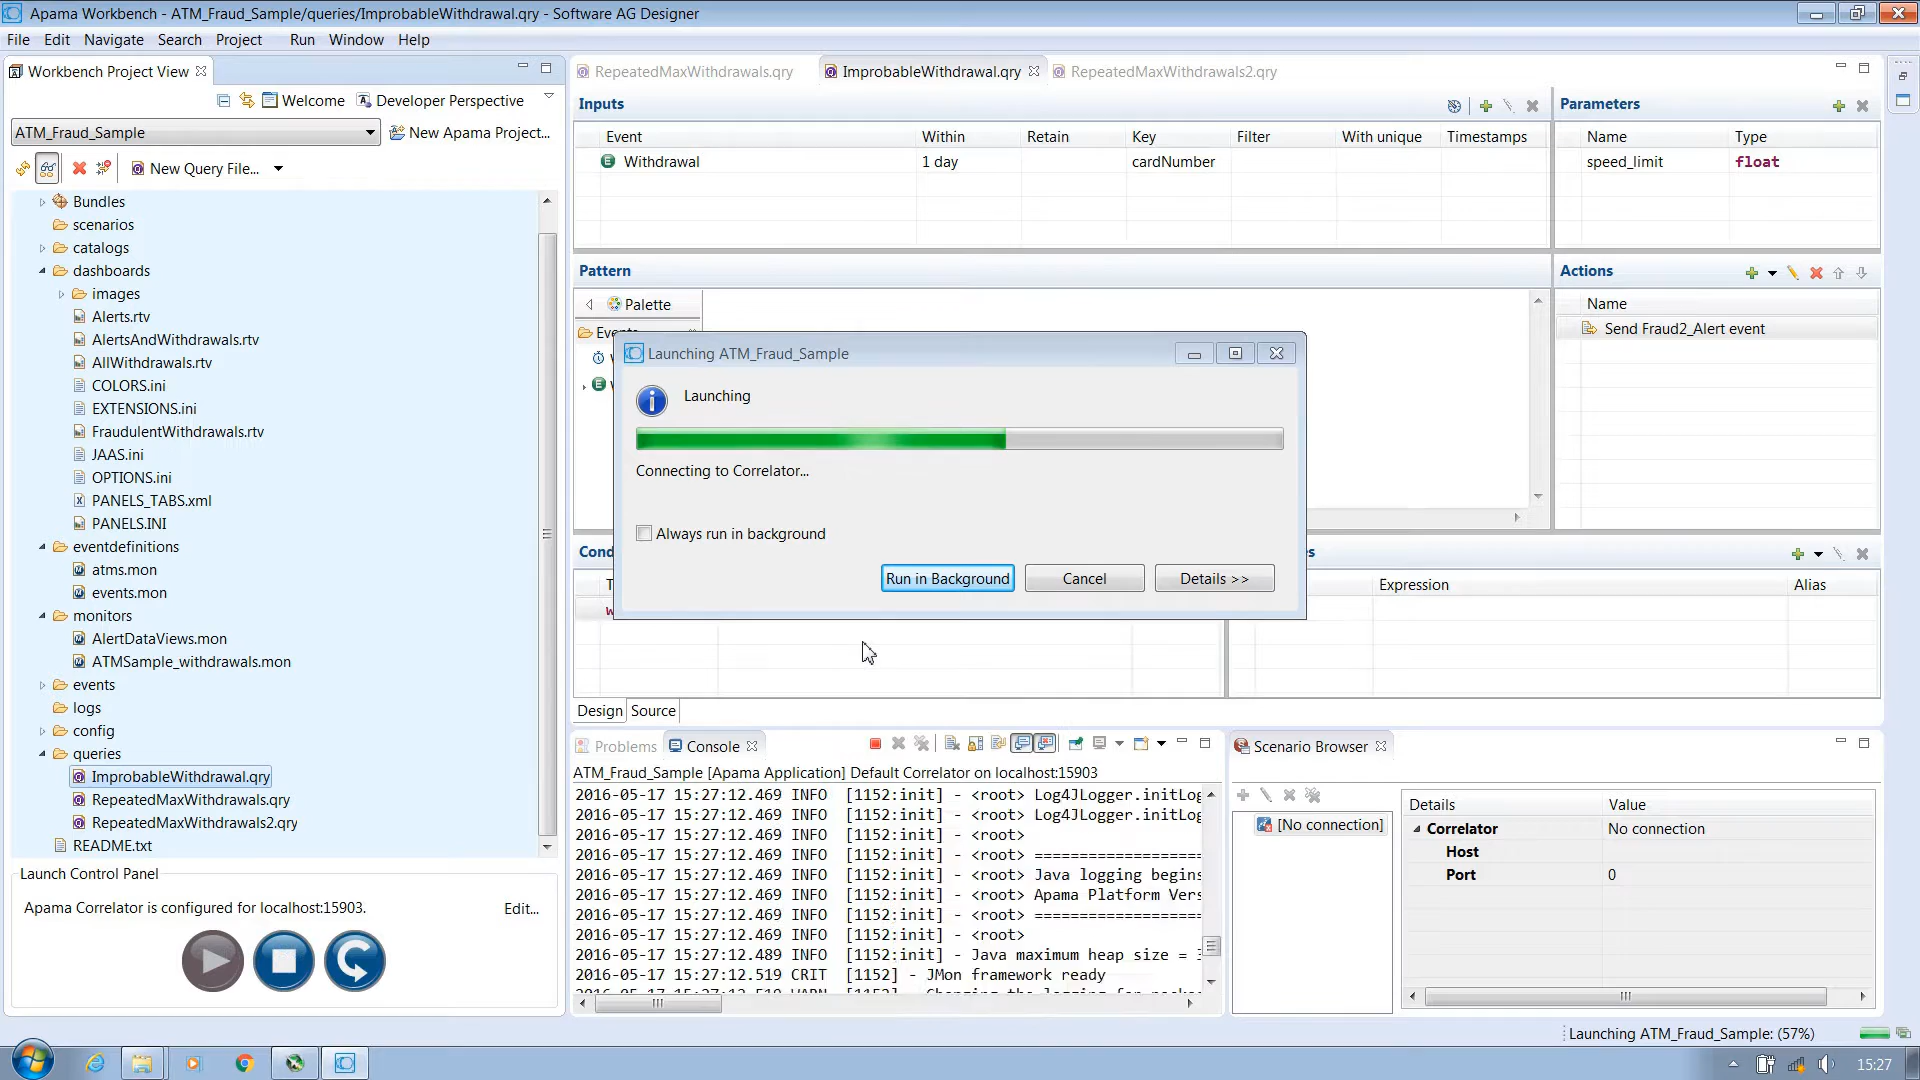 Apama Workbench - ATM_Fraud_Sample/queries/ImprobableWithdrawal.qry - Software AG Designer
File Edit Navigate Search Project Run Window Help
Workbench Project View
Welcome Developer Perspective
ATM_Fraud_Sample New Apama Project...
New Query File...
Bundles
scenarios
catalogs
dashboards
images
Alerts.rtv
AlertsAndWithdrawals.rtv
AllWithdrawals.rtv
COLORS.ini
EXTENSIONS.ini
FraudulentWithdrawals.rtv
JAAS.ini
OPTIONS.ini
PANELS_TABS.xml
PANELS.INI
eventdefinitions
atms.mon
events.mon
monitors
AlertDataViews.mon
ATMSample_withdrawals.mon
events
logs
config
queries
ImprobableWithdrawal.qry
RepeatedMaxWithdrawals.qry
RepeatedMaxWithdrawals2.qry
README.txt
Launch Control Panel
Apama Correlator is configured for localhost:15903. Edit...
RepeatedMaxWithdrawals.qry ImprobableWithdrawal.qry RepeatedMaxWithdrawals2.qry
Inputs
Event Within Retain Key Filter With unique Timestamps
Withdrawal 1 day cardNumber
Parameters
Name Type
speed_limit float
Pattern
Palette
Actions
Name
Send Fraud2_Alert event
Launching ATM_Fraud_Sample
Launching
Connecting to Correlator...
Always run in background
Run in Background Cancel Details >>
Expression Alias
Design Source
Problems Console
ATM_Fraud_Sample [Apama Application] Default Correlator on localhost:15903
2016-05-17 15:27:12.469 INFO [1152:init] - <root> Log4JLogger.initLog
2016-05-17 15:27:12.469 INFO [1152:init] - <root> Log4JLogger.initLog
2016-05-17 15:27:12.469 INFO [1152:init] - <root>
2016-05-17 15:27:12.469 INFO [1152:init] - <root> ===================
2016-05-17 15:27:12.469 INFO [1152:init] - <root> Java logging begins
2016-05-17 15:27:12.469 INFO [1152:init] - <root> Apama Platform Vers
2016-05-17 15:27:12.469 INFO [1152:init] - <root> ===================
2016-05-17 15:27:12.469 INFO [1152:init] - <root>
2016-05-17 15:27:12.489 INFO [1152:init] - Java maximum heap size =
2016-05-17 15:27:12.519 CRIT [1152] - JMon framework ready
Scenario Browser
[No connection]
Details Value
Correlator No connection
Host
Port 0
Launching ATM_Fraud_Sample: (57%)
15:27